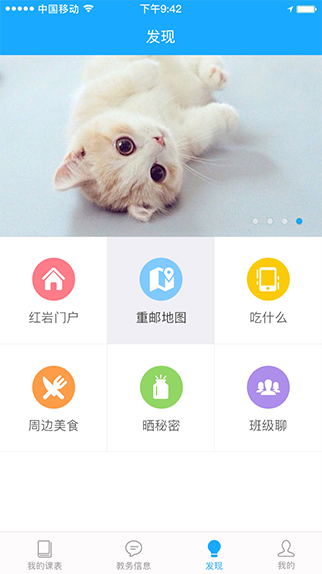 中国移动
下午9:42
发现
红岩门户
重邮地图
吃什么
周边美食
晒秘密
班级聊
我的课表
教务信息
发现
我的